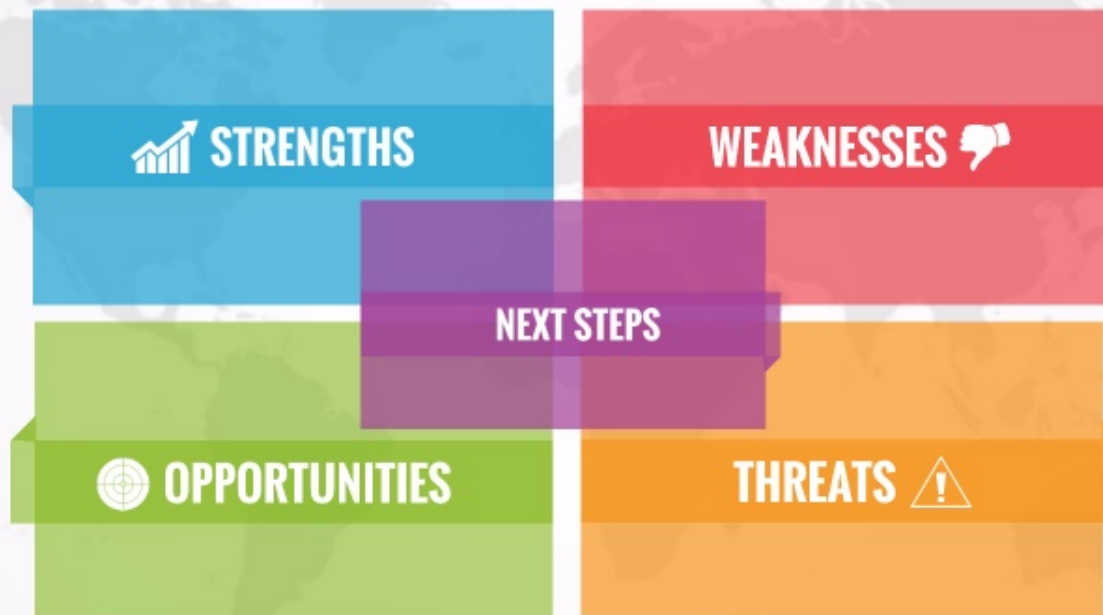 STRENGTHS
WEAKNESSES
NEXT STEPS
OPPORTUNITIES
THREATS